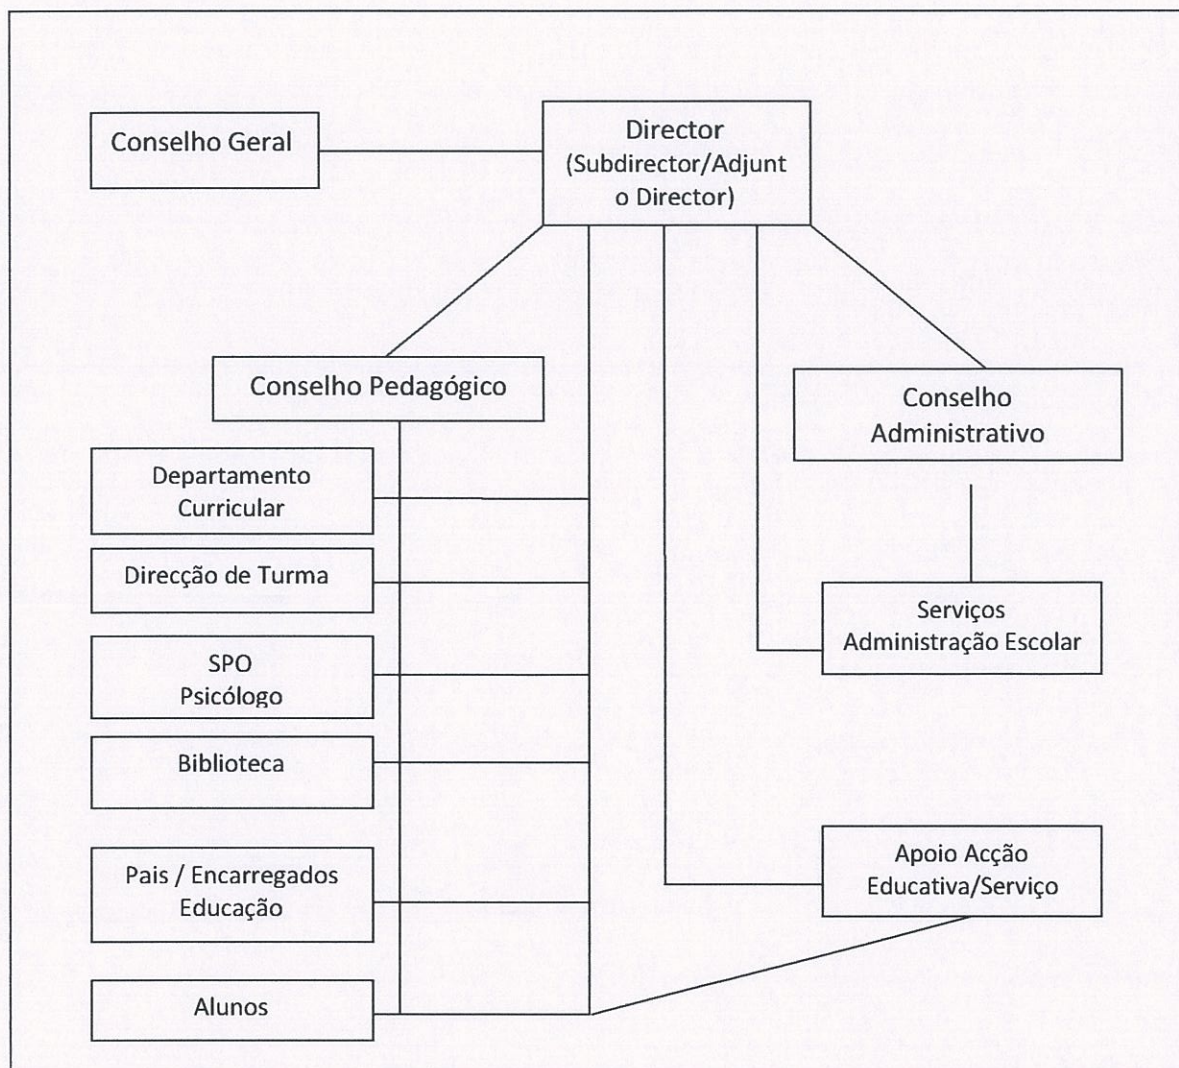 Conselho Geral
Director
(Subdirector/Adjunt
o Director)
Conselho Pedagógico
Conselho
Administrativo
Departamento
Curricular
Direcção de Turma
Serviços
Administração Escolar
SPO
Psicólogo
Biblioteca
Pais / Encarregados
Educação
Apoio Acção
Educativa/Serviço
Alunos